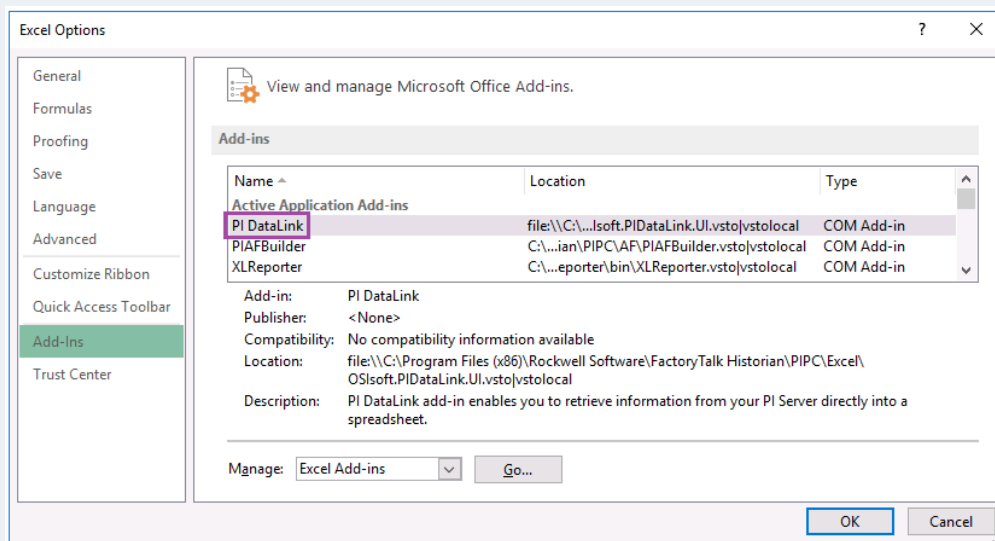 Excel Options
?
General
Formulas
Proofing
Save
Language
Advanced
Customize Ribbon
Quick Access Toolbar
Add-Ins
Trust Center
View and manage Microsoft Office Add-ins.
Add-ins
Name Location Type
Active Application Add-ins
PI DataLink file:\\C:\...lsoft.PIDataLink.UI.vsto|vstolocal COM Add-in
PIAFBuilder C:\...ian\PIPC\AF\PIAFBuilder.vsto|vstolocal COM Add-in
XLReporter C:\...eporter\bin\XLReporter.vsto|vstolocal COM Add-in
Add-in: PI DataLink
Publisher: <None>
Compatibility: No compatibility information available
Location: file:\\C:\Program Files (x86)\Rockwell Software\FactoryTalk Historian\PIPC\Excel\
OSIsoft.PIDataLink.UI.vsto|vstolocal
Description: PI DataLink add-in enables you to retrieve information from your PI Server directly into a
spreadsheet.
Manage: Excel Add-ins Go...
OK Cancel